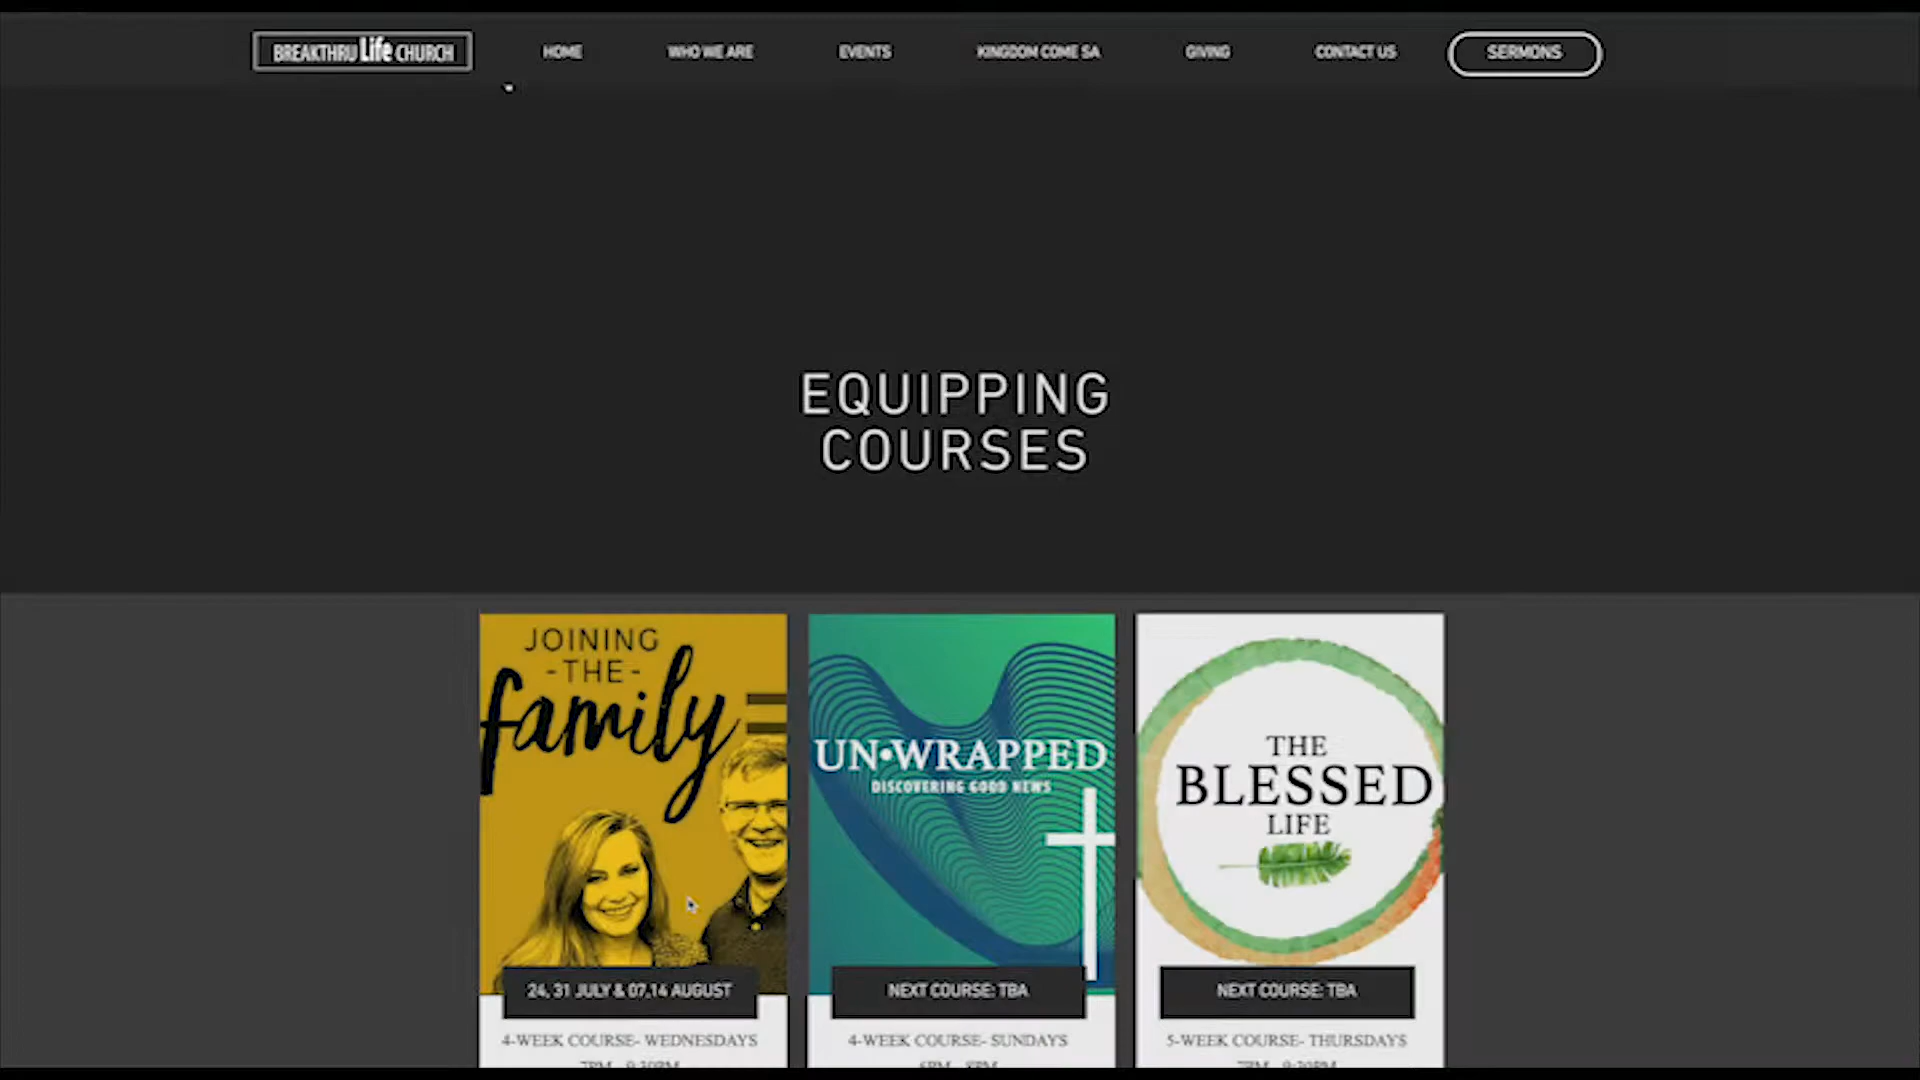 BREAKTHRU Life CHURCH
HOME
WHO WE ARE
EVENTS
KINGDOM COME SA
GIVING
CONTACT US
SERMONS
EQUIPPING
COURSES
JOINING
-THE-
family
24, 31 JULY & 07,14 AUGUST
4-WEEK COURSE- WEDNESDAYS
UN•WRAPPED
DISCOVERING GOOD NEWS
NEXT COURSE: TBA
4-WEEK COURSE- SUNDAYS
THE
BLESSED
LIFE
NEXT COURSE: TBA
5-WEEK COURSE- THURSDAYS